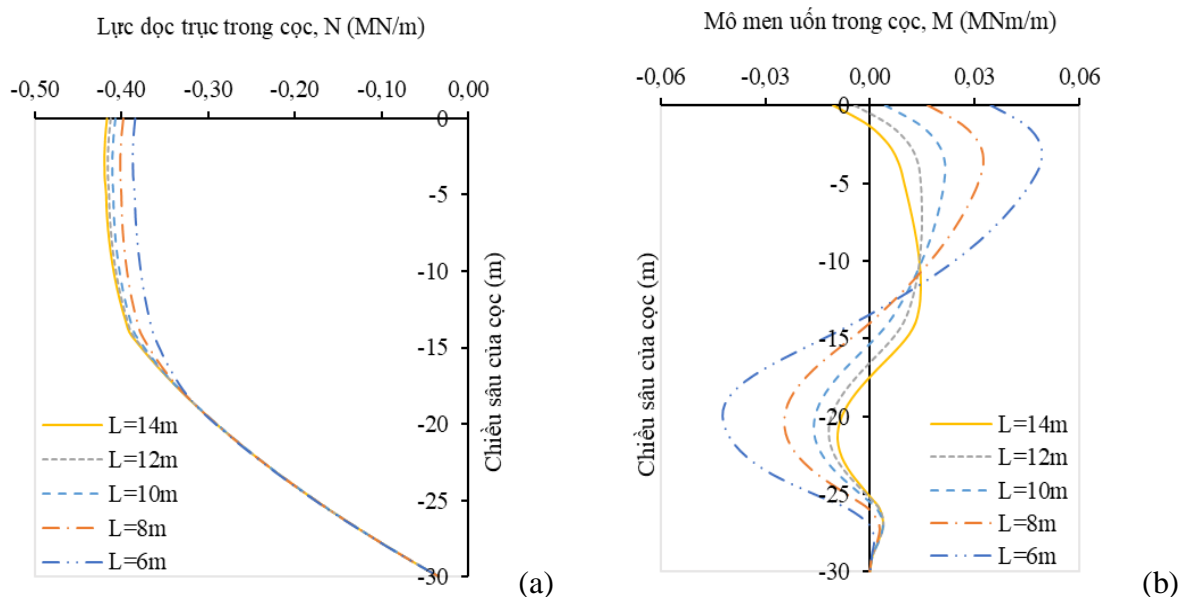 Lực dọc trục trong cọc, N (MN/m)
-0,50 -0,40 -0,30 -0,20 -0,10 0,00
0
-5
-10
-15
-20
-25
-30
Chiều sâu của cọc (m)
L=14m
L=12m
L=10m
L=8m
L=6m
(a)
Mô men uốn trong cọc, M (MNm/m)
-0,06 -0,03 0,00 0,03 0,06
0
-5
-10
-15
-20
-25
-30
Chiều sâu của cọc (m)
L=14m
L=12m
L=10m
L=8m
L=6m
(b)